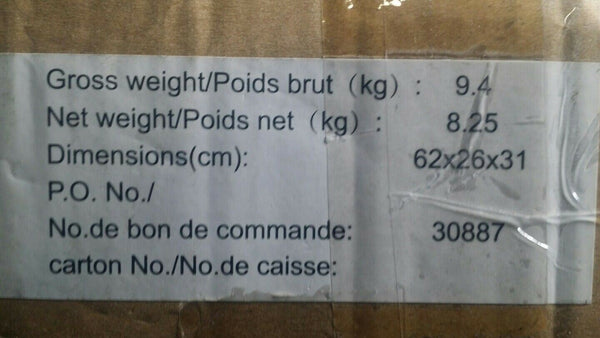 Gross weight/Poids brut（kg）: 9.4
Net weight/Poids net（kg）: 8.25
Dimensions(cm): 62x26x31
P.O. No./
No.de bon de commande: 30887
carton No./No.de caisse: